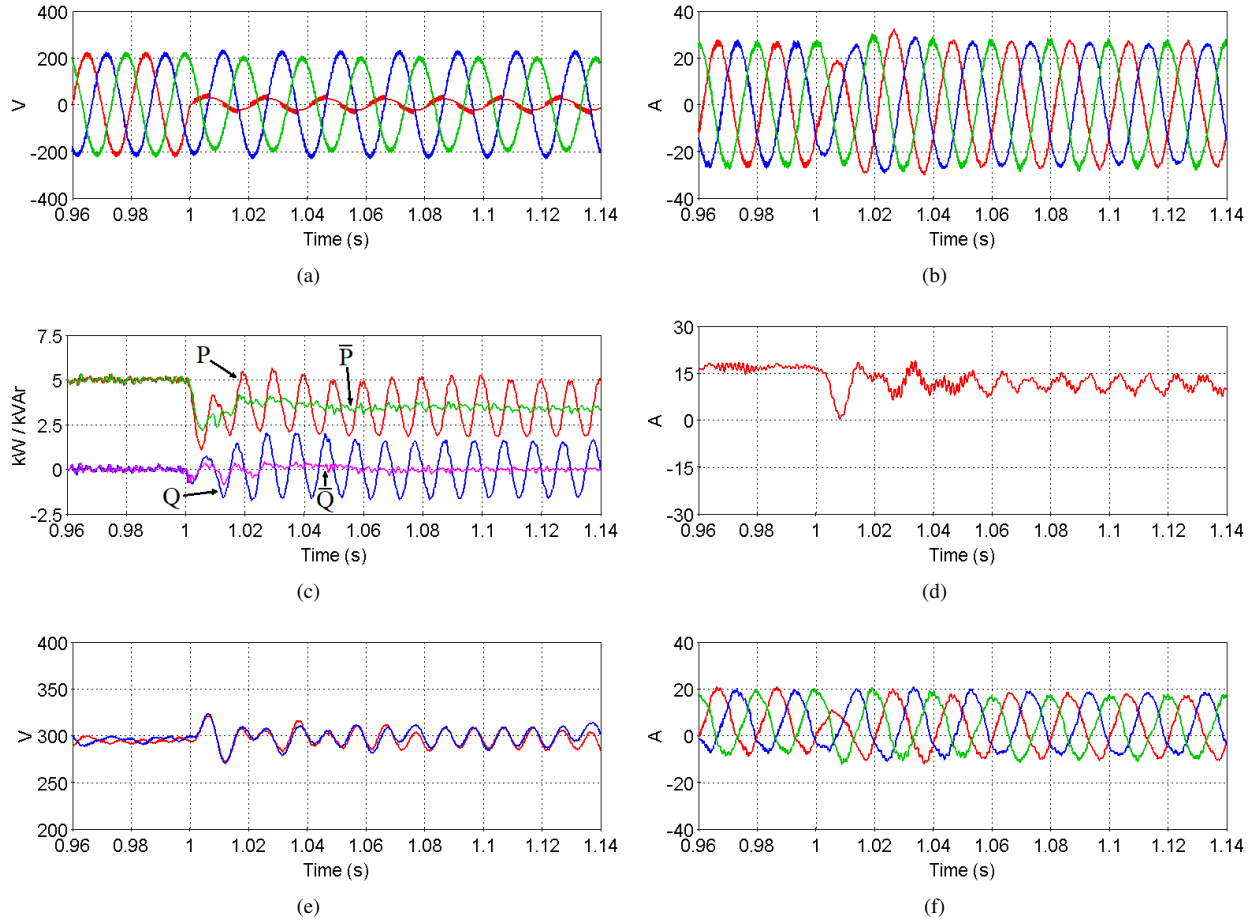 400
200
0
-200
-400
V
0.96 0.98 1 1.02 1.04 1.06 1.08 1.1 1.12 1.14
Time (s)
(a)
40
20
0
-20
-40
A
0.96 0.98 1 1.02 1.04 1.06 1.08 1.1 1.12 1.14
Time (s)
(b)
7.5
5
2.5
0
-2.5
kW / kVAr
P
P̅
Q
Q̅
0.96 0.98 1 1.02 1.04 1.06 1.08 1.1 1.12 1.14
Time (s)
(c)
30
15
0
-15
-30
A
0.96 0.98 1 1.02 1.04 1.06 1.08 1.1 1.12 1.14
Time (s)
(d)
400
350
300
250
200
V
0.96 0.98 1 1.02 1.04 1.06 1.08 1.1 1.12 1.14
Time (s)
(e)
40
20
0
-20
-40
A
0.96 0.98 1 1.02 1.04 1.06 1.08 1.1 1.12 1.14
Time (s)
(f)